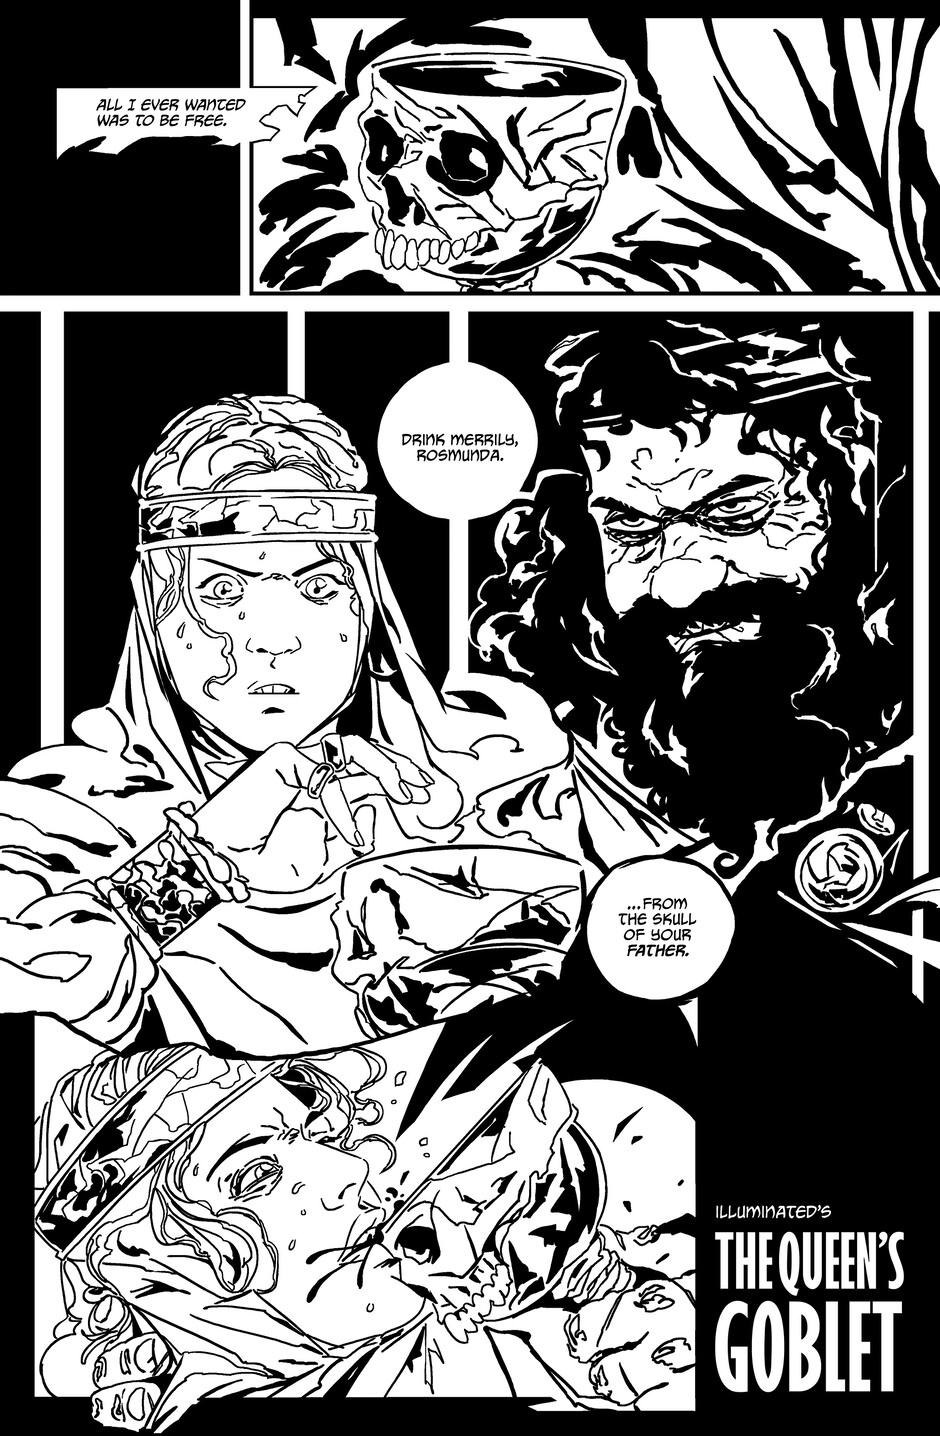 ALL I EVER WANTED
WAS TO BE FREE.
DRINK MERRILY,
ROSMUNDA.
...FROM
THE SKULL
OF YOUR
FATHER.
ILLUMINATED'S
THE QUEEN'S
GOBLET